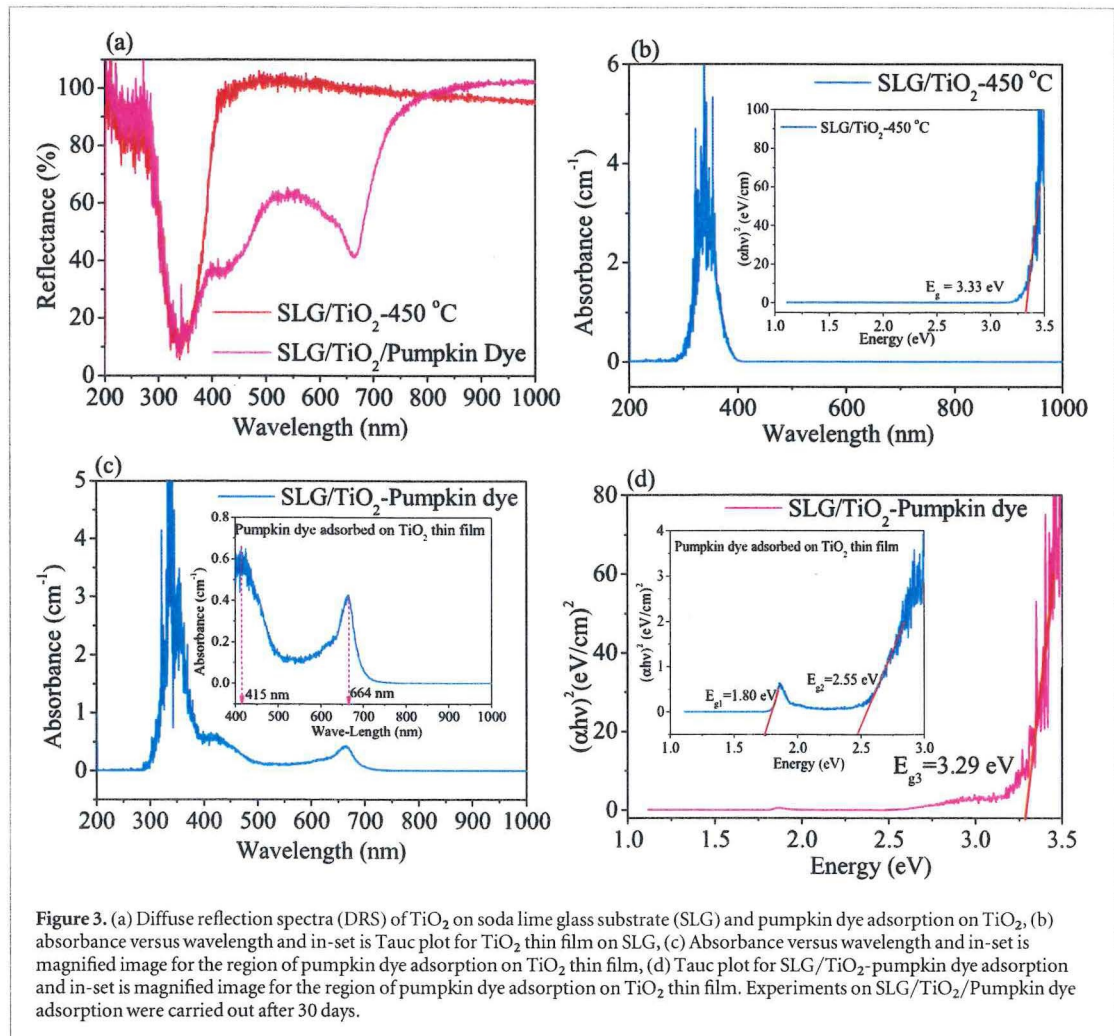 (a)
Reflectance (%)
100
80
60
40
20
0
SLG/TiO₂-450 °C
SLG/TiO₂/Pumpkin Dye
200 300 400 500 600 700 800 900 1000
Wavelength (nm)
(b)
Absorbance (cm⁻¹)
6
4
2
0
SLG/TiO₂-450 °C
(αhν)² (eV/cm)²
100
80
60
40
20
0
SLG/TiO₂-450 °C
E_g = 3.33 eV
1.0 1.5 2.0 2.5 3.0 3.5
Energy (eV)
200 400 600 800 1000
Wavelength (nm)
(c)
Absorbance (cm⁻¹)
5
4
3
2
1
0
SLG/TiO₂-Pumpkin dye
Absorbance (cm⁻¹)
0.8
0.6
0.4
0.2
0.0
Pumpkin dye adsorbed on TiO₂ thin film
415 nm
664 nm
400 500 600 700 800 900 1000
Wave-Length (nm)
200 300 400 500 600 700 800 900 1000
Wavelength (nm)
(d)
(αhν)² (eV/cm)²
80
60
40
20
0
SLG/TiO₂-Pumpkin dye
(αhν)² (eV/cm)²
4
3
2
1
0
Pumpkin dye adsorbed on TiO₂ thin film
E_g1=1.80 eV
E_g2=2.55 eV
1.0 1.5 2.0 2.5 3.0
Energy (eV)
E_g3=3.29 eV
1.0 1.5 2.0 2.5 3.0 3.5
Energy (eV)
Figure 3. (a) Diffuse reflection spectra (DRS) of TiO₂ on soda lime glass substrate (SLG) and pumpkin dye adsorption on TiO₂, (b)
absorbance versus wavelength and in-set is Tauc plot for TiO₂ thin film on SLG, (c) Absorbance versus wavelength and in-set is
magnified image for the region of pumpkin dye adsorption on TiO₂ thin film, (d) Tauc plot for SLG/TiO₂-pumpkin dye adsorption
and in-set is magnified image for the region of pumpkin dye adsorption on TiO₂ thin film. Experiments on SLG/TiO₂/Pumpkin dye
adsorption were carried out after 30 days.